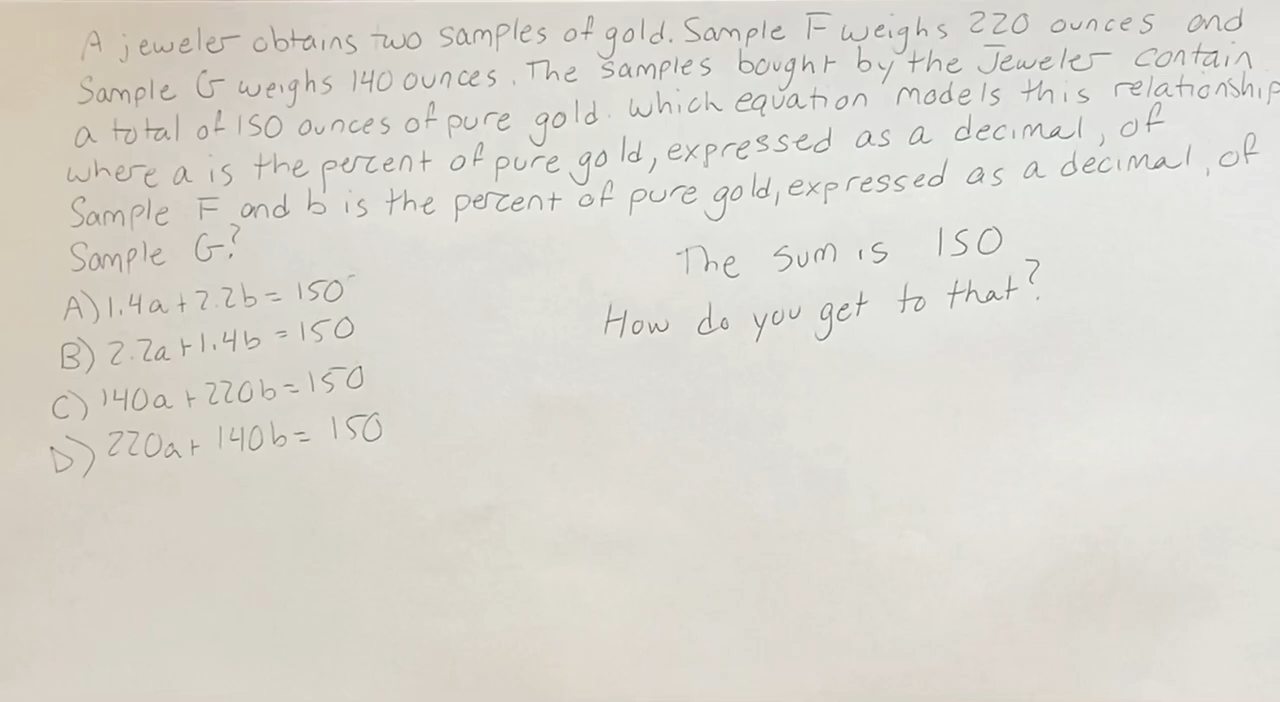 A jeweler obtains two samples of gold. Sample F weighs 220 ounces and
Sample G weighs 140 ounces. The samples bought by the Jeweler contain
a total of 150 ounces of pure gold. which equation models this relationship
where a is the percent of pure gold, expressed as a decimal, of
Sample F and b is the percent of pure gold, expressed as a decimal, of
Sample G?
A) 1.4a + 2.2b = 150
B) 2.2a + 1.4b = 150
C) 140a + 220b = 150
D) 220a + 140b = 150
The sum is 150
How do you get to that?